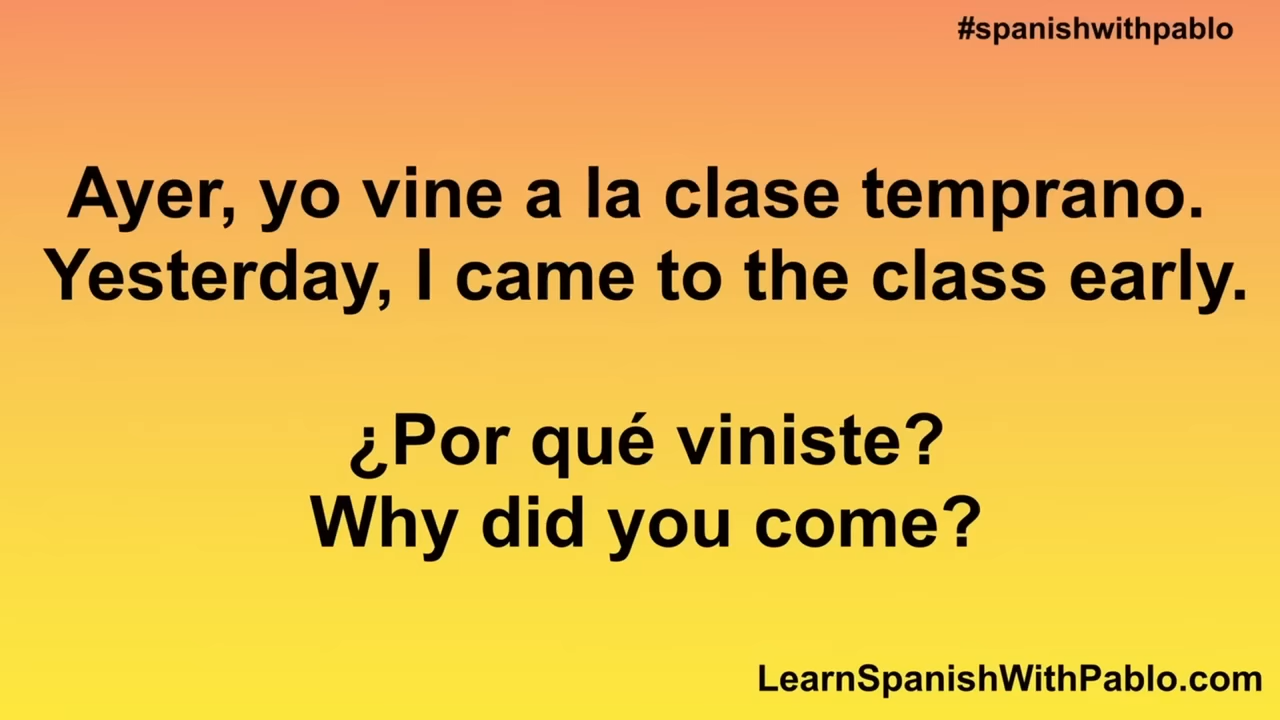 #spanishwithpablo
Ayer, yo vine a la clase temprano.
Yesterday, I came to the class early.
¿Por qué viniste?
Why did you come?
LearnSpanishWithPablo.com